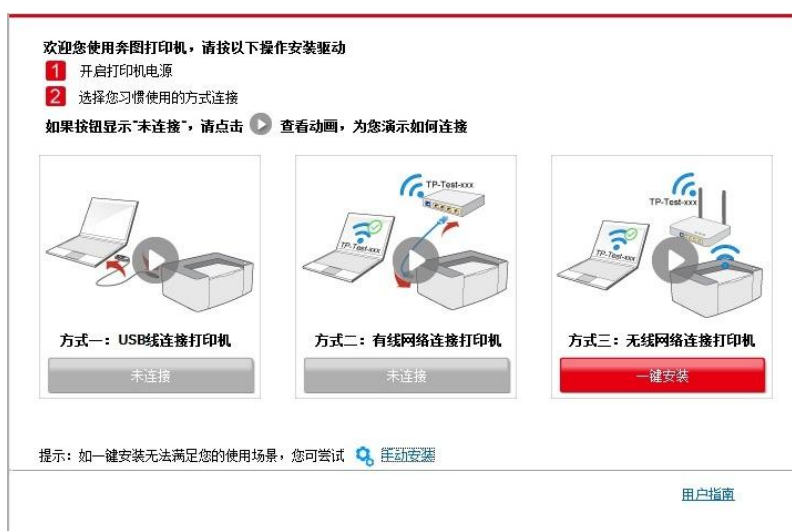 欢迎您使用奔图打印机，请按以下操作安装驱动
1 开启打印机电源
2 选择您习惯使用的方式连接
如果按钮显示"未连接"，请点击 查看动画，为您演示如何连接
TP-Test-xxx
TP-Test-xxx
TP-Test-xxx
TP-Test-xxx
方式一：USB线连接打印机
方式二：有线网络连接打印机
方式三：无线网络连接打印机
未连接
未连接
一键安装
提示：如一键安装无法满足您的使用场景，您可尝试 手动安装
用户指南